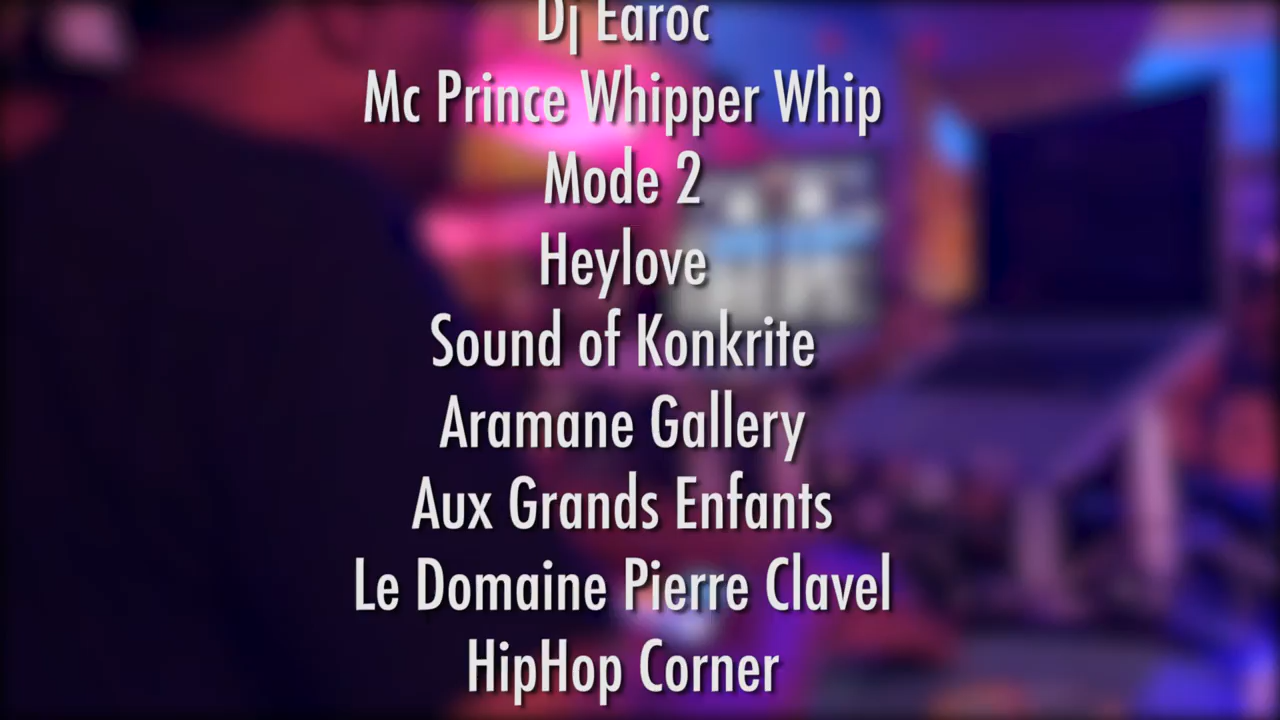 Dj Earoc
Mc Prince Whipper Whip
Mode 2
Heylove
Sound of Konkrite
Aramane Gallery
Aux Grands Enfants
Le Domaine Pierre Clavel
HipHop Corner